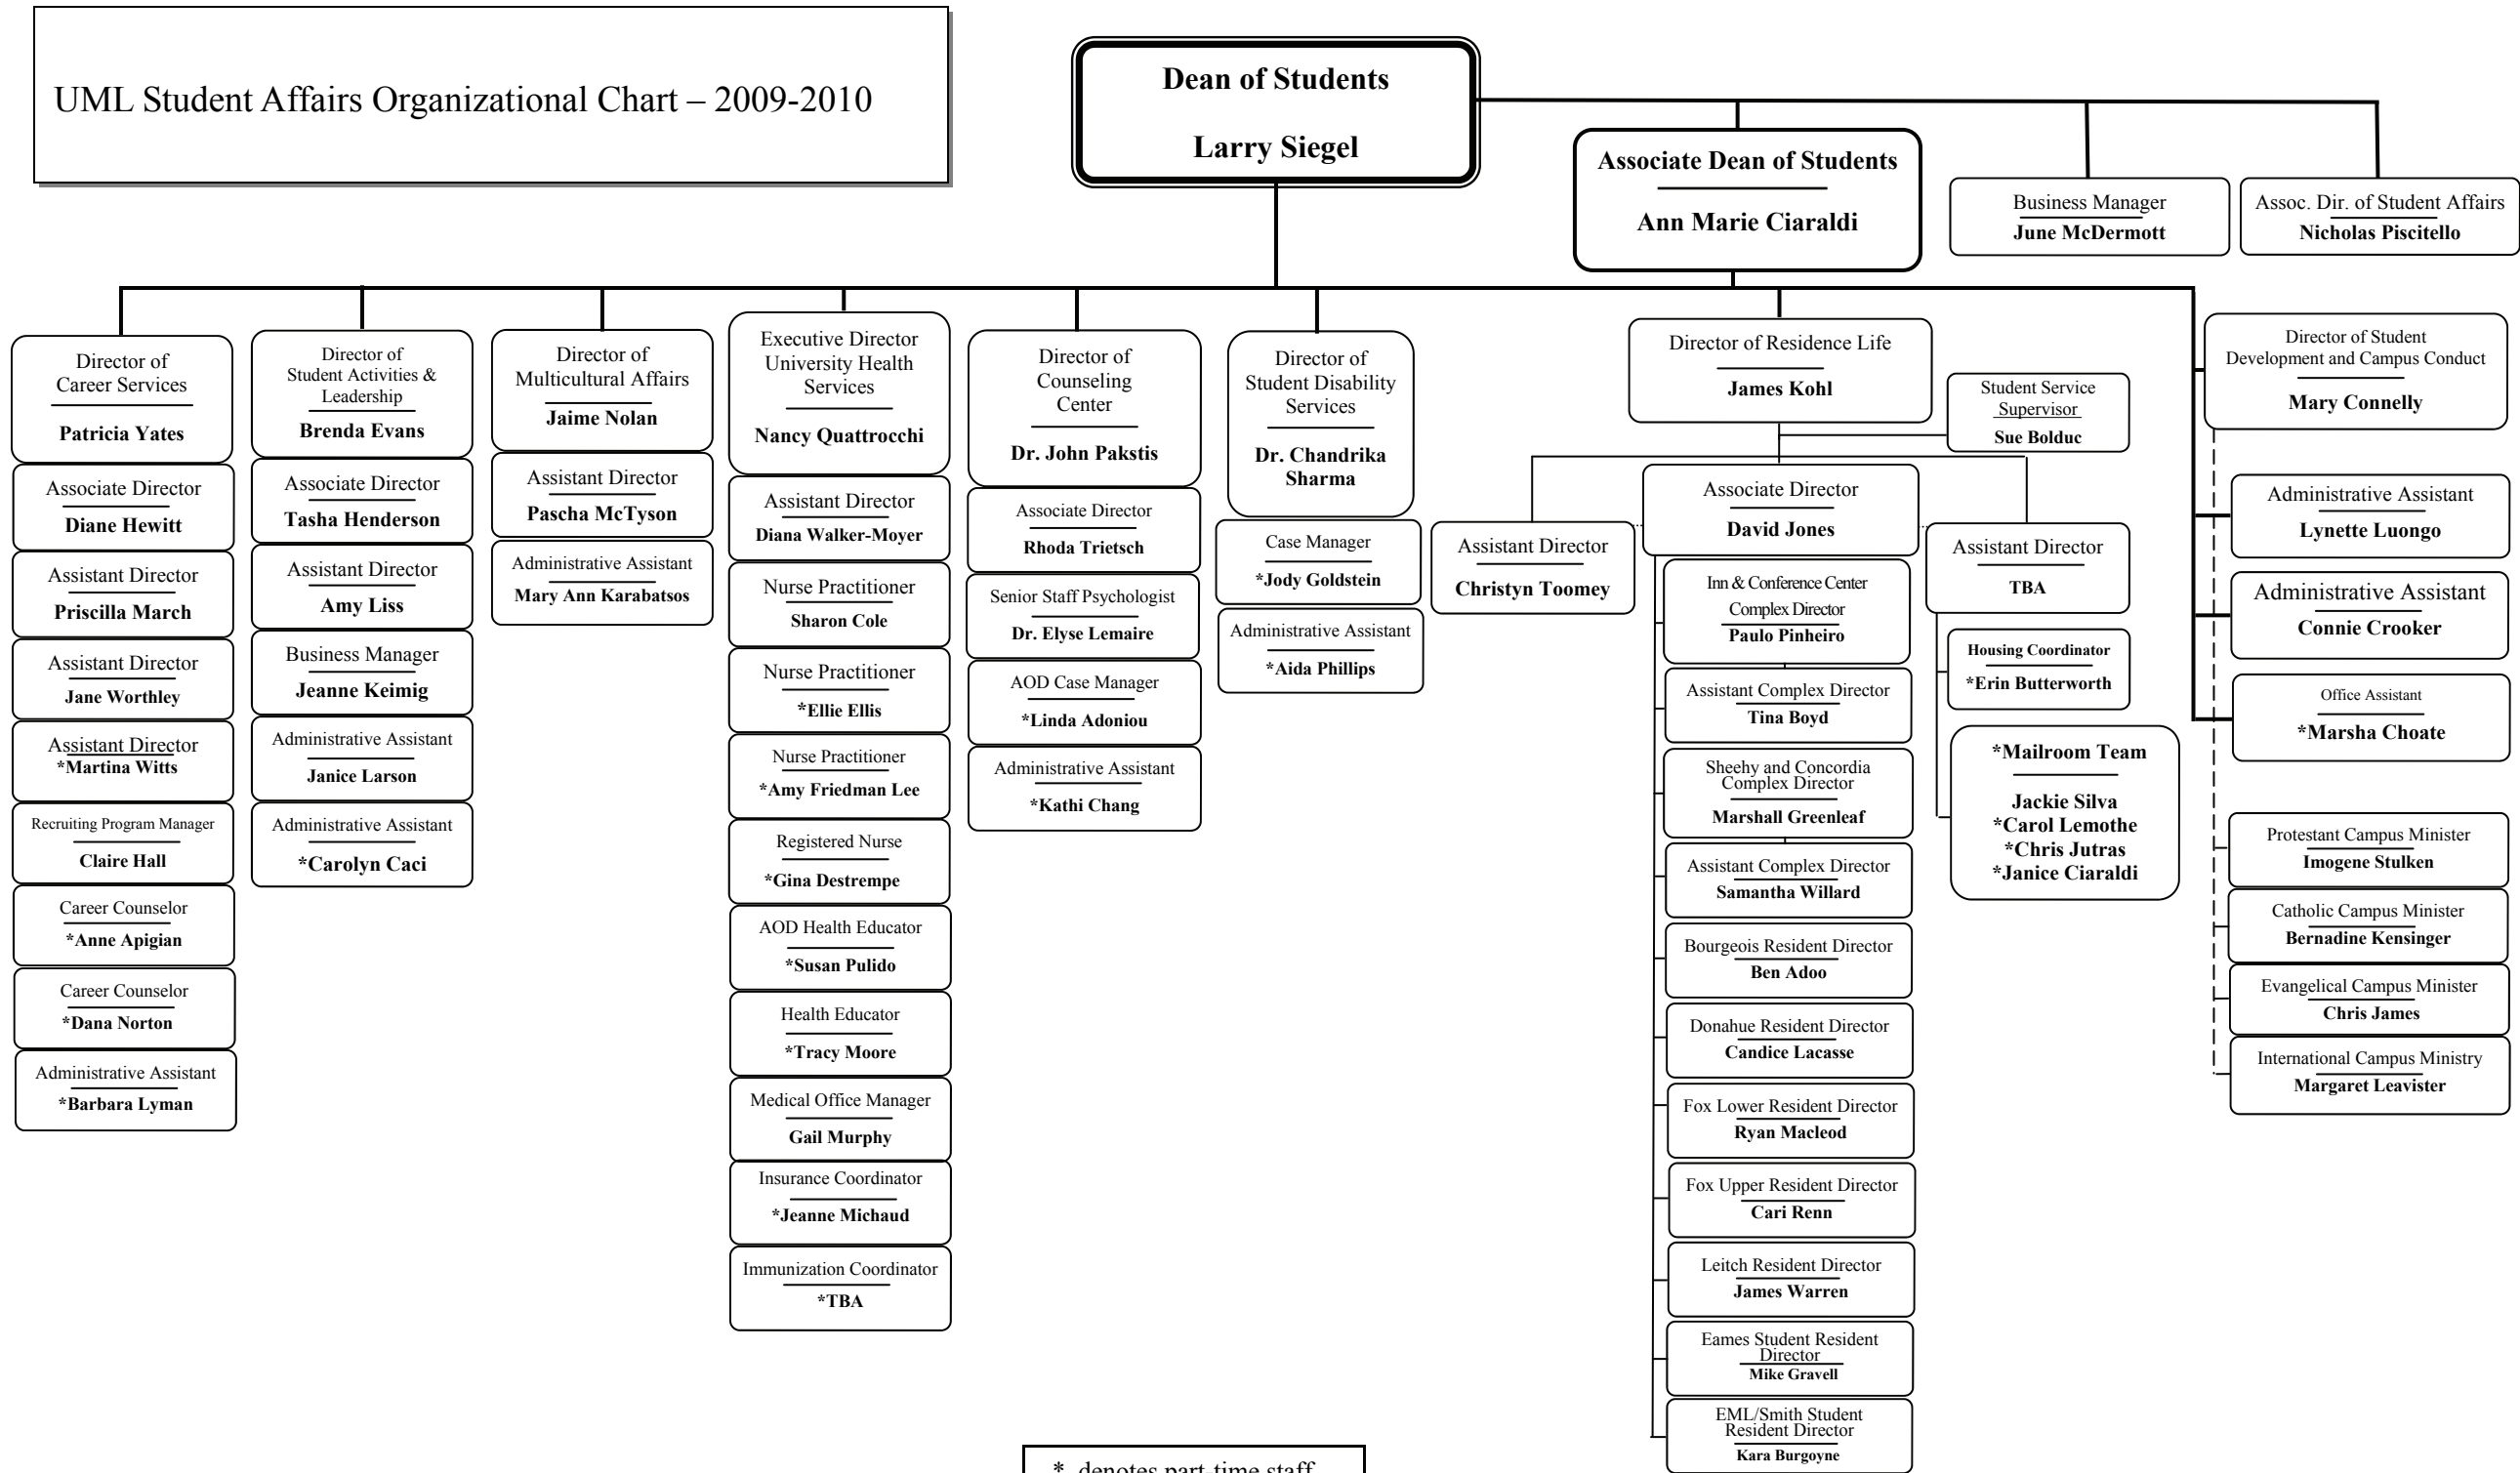 UML Student Affairs Organizational Chart – 2009-2010
Dean of Students
Larry Siegel
Associate Dean of Students
Ann Marie Ciaraldi
Business Manager
June McDermott
Assoc. Dir. of Student Affairs
Nicholas Piscitello
Director of
Career Services
Patricia Yates
Associate Director
Diane Hewitt
Assistant Director
Priscilla March
Assistant Director
Jane Worthley
Assistant Director
*Martina Witts
Recruiting Program Manager
Claire Hall
Career Counselor
*Anne Apigian
Career Counselor
*Dana Norton
Administrative Assistant
*Barbara Lyman
Director of
Student Activities &
Leadership
Brenda Evans
Associate Director
Tasha Henderson
Assistant Director
Amy Liss
Business Manager
Jeanne Keimig
Administrative Assistant
Janice Larson
Administrative Assistant
*Carolyn Caci
Director of
Multicultural Affairs
Jaime Nolan
Assistant Director
Pascha McTyson
Administrative Assistant
Mary Ann Karabatsos
Executive Director
University Health
Services
Nancy Quattrocchi
Assistant Director
Diana Walker-Moyer
Nurse Practitioner
Sharon Cole
Nurse Practitioner
*Ellie Ellis
Nurse Practitioner
*Amy Friedman Lee
Registered Nurse
*Gina Destrempe
AOD Health Educator
*Susan Pulido
Health Educator
*Tracy Moore
Medical Office Manager
Gail Murphy
Insurance Coordinator
*Jeanne Michaud
Immunization Coordinator
*TBA
Director of
Counseling
Center
Dr. John Pakstis
Associate Director
Rhoda Trietsch
Senior Staff Psychologist
Dr. Elyse Lemaire
AOD Case Manager
*Linda Adoniou
Administrative Assistant
*Kathi Chang
Director of
Student Disability
Services
Dr. Chandrika
Sharma
Case Manager
*Jody Goldstein
Administrative Assistant
*Aida Phillips
Director of Residence Life
James Kohl
Student Service
Supervisor
Sue Bolduc
Assistant Director
Christyn Toomey
Associate Director
David Jones
Inn & Conference Center
Complex Director
Paulo Pinheiro
Assistant Complex Director
Tina Boyd
Sheehy and Concordia
Complex Director
Marshall Greenleaf
Assistant Complex Director
Samantha Willard
Bourgeois Resident Director
Ben Adoo
Donahue Resident Director
Candice Lacasse
Fox Lower Resident Director
Ryan Macleod
Fox Upper Resident Director
Cari Renn
Leitch Resident Director
James Warren
Eames Student Resident
Director
Mike Gravell
EML/Smith Student
Resident Director
Kara Burgoyne
Assistant Director
TBA
Housing Coordinator
*Erin Butterworth
*Mailroom Team
Jackie Silva
*Carol Lemothe
*Chris Jutras
*Janice Ciaraldi
Director of Student
Development and Campus Conduct
Mary Connelly
Administrative Assistant
Lynette Luongo
Administrative Assistant
Connie Crooker
Office Assistant
*Marsha Choate
Protestant Campus Minister
Imogene Stulken
Catholic Campus Minister
Bernadine Kensinger
Evangelical Campus Minister
Chris James
International Campus Ministry
Margaret Leavister
* denotes part-time staff